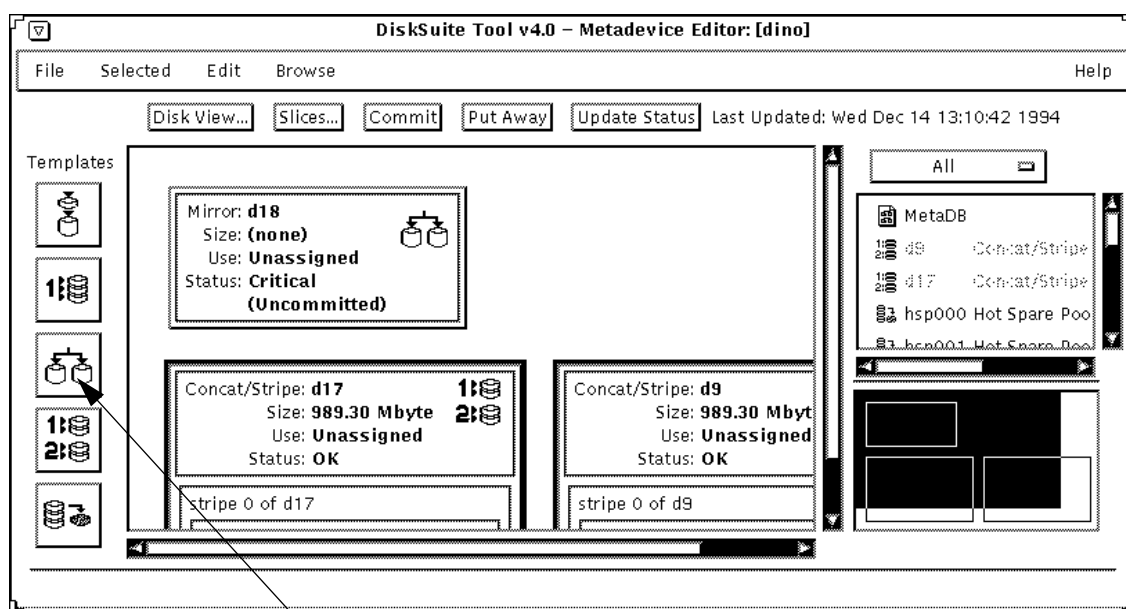 DiskSuite Tool v4.0 – Metadevice Editor: [dino]
File Selected Edit Browse Help
Disk View... Slices... Commit Put Away Update Status Last Updated: Wed Dec 14 13:10:42 1994
Templates
All
Mirror: d18
Size: (none)
Use: Unassigned
Status: Critical
(Uncommitted)
MetaDB
d9 Concat/Stripe
d17 Concat/Stripe
hsp000 Hot Spare Poo
hsp001 Hot Spare Poo
Concat/Stripe: d17
Size: 989.30 Mbyte
Use: Unassigned
Status: OK
stripe 0 of d17
Concat/Stripe: d9
Size: 989.30 Mbyt
Use: Unassigned
Status: OK
stripe 0 of d9